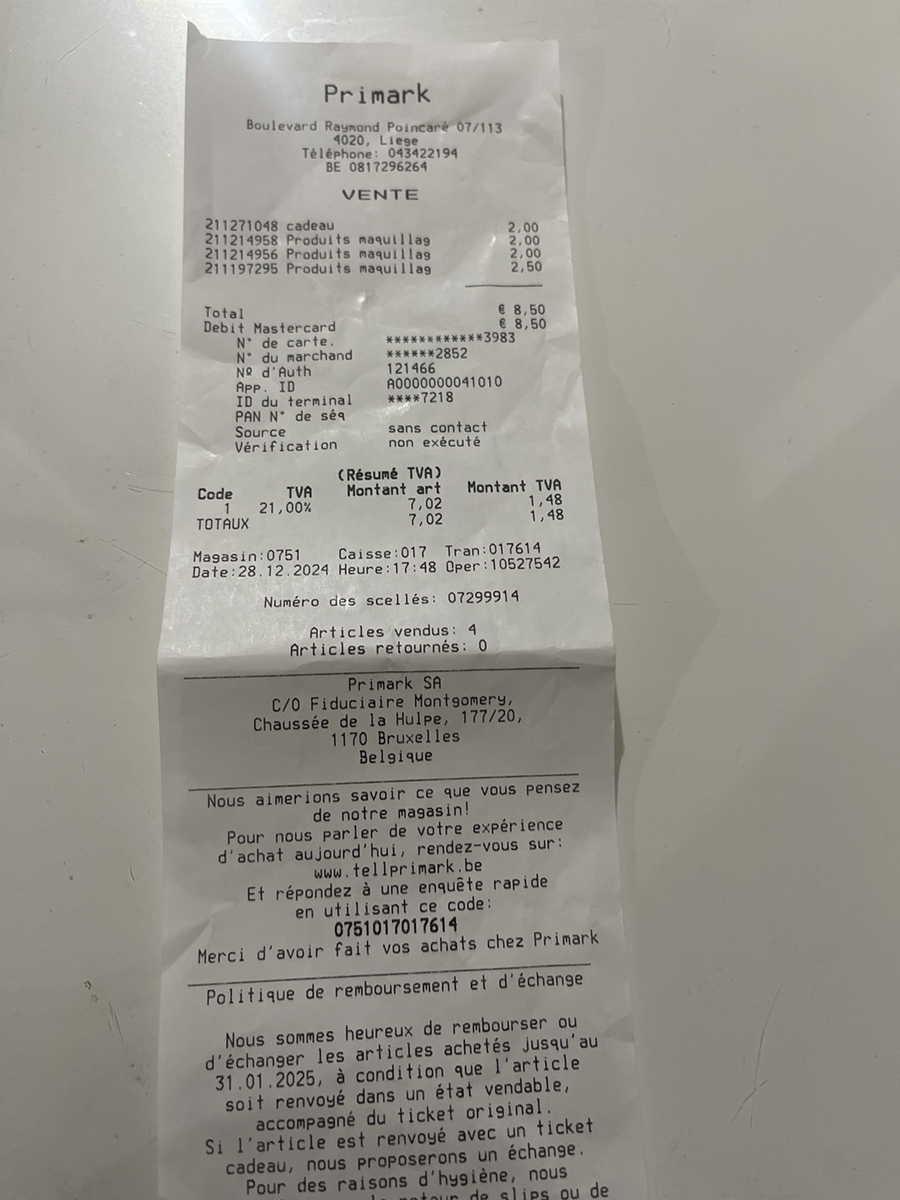 Primark
Boulevard Raymond Poincaré 07/113
4020, Liege
Téléphone: 043422194
BE 0817296264
VENTE
211271048 cadeau 2,00
211214958 Produits maquillag 2,00
211214956 Produits maquillag 2,00
211197295 Produits maquillag 2,50
Total € 8,50
Debit Mastercard € 8,50
N° de carte. ************3983
N° du marchand ******2852
Nº d'Auth 121466
App. ID A0000000041010
ID du terminal ****7218
PAN N° de séq
Source sans contact
Vérification non exécuté
(Résumé TVA)
Code TVA Montant art Montant TVA
1 21,00% 7,02 1,48
TOTAUX 7,02 1,48
Magasin:0751 Caisse:017 Tran:017614
Date:28.12.2024 Heure:17:48 Oper:10527542
Numéro des scellés: 07299914
Articles vendus: 4
Articles retournés: 0
Primark SA
C/O Fiduciaire Montgomery,
Chaussée de la Hulpe, 177/20,
1170 Bruxelles
Belgique
Nous aimerions savoir ce que vous pensez
de notre magasin!
Pour nous parler de votre expérience
d'achat aujourd'hui, rendez-vous sur:
www.tellprimark.be
Et répondez à une enquête rapide
en utilisant ce code:
0751017017614
Merci d'avoir fait vos achats chez Primark
Politique de remboursement et d'échange
Nous sommes heureux de rembourser ou
d'échanger les articles achetés jusqu'au
31.01.2025, à condition que l'article
soit renvoyé dans un état vendable,
accompagné du ticket original.
Si l'article est renvoyé avec un ticket
cadeau, nous proposerons un échange.
Pour des raisons d'hygiène, nous
retour de slips ou de